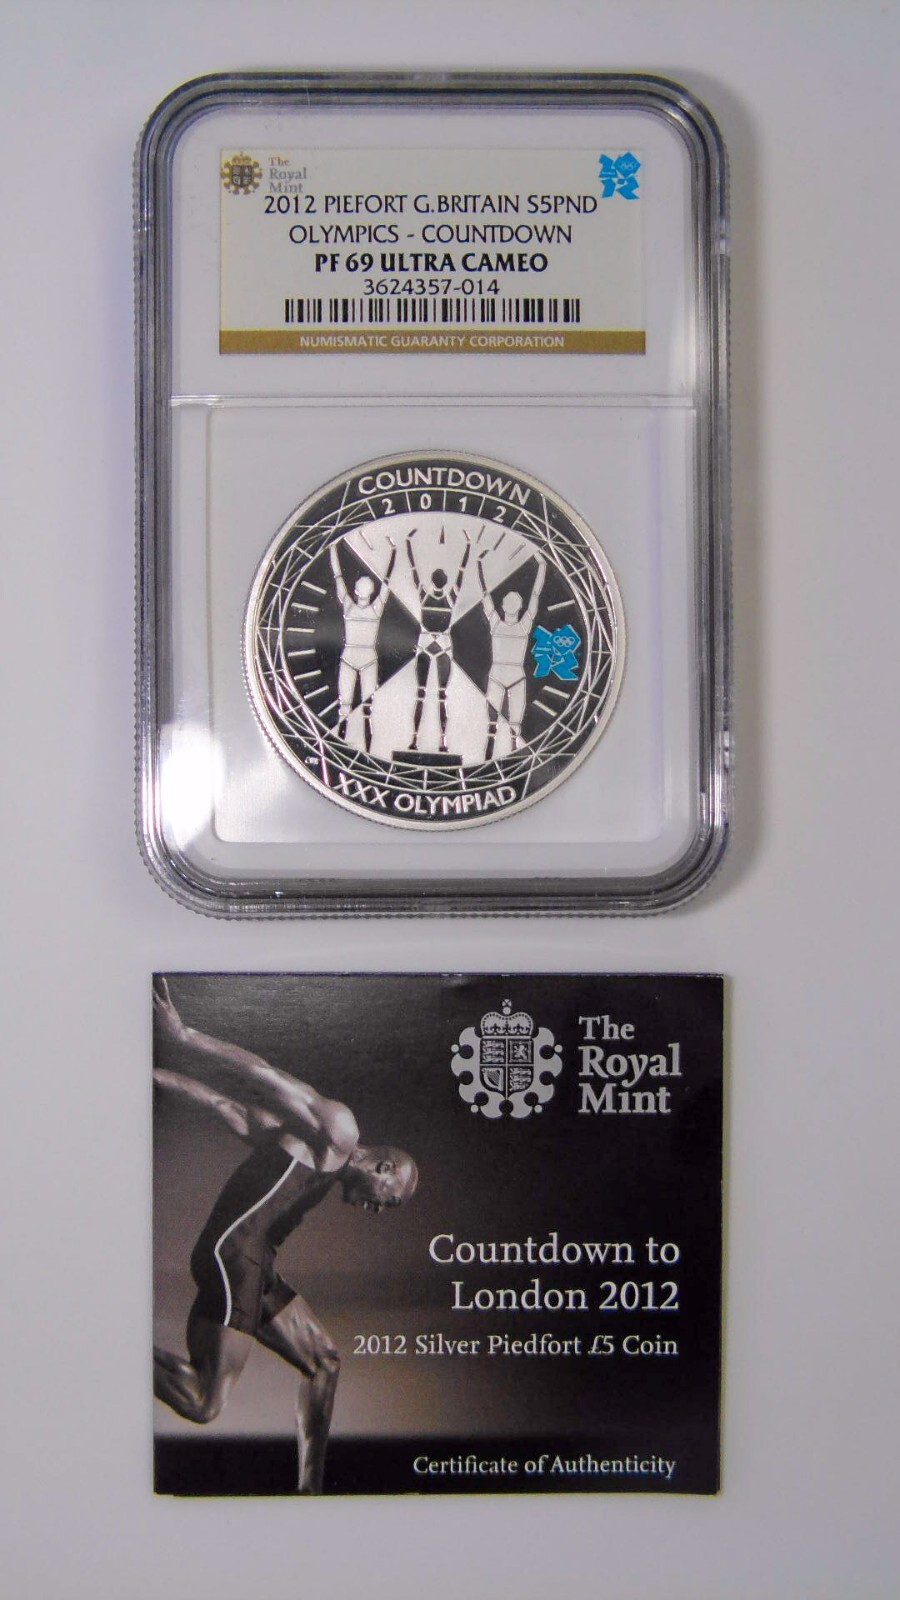 The
Royal
Mint
2012 PIEFORT G.BRITAIN S5PND
OLYMPICS - COUNTDOWN
PF 69 ULTRA CAMEO
3624357-014
NUMISMATIC GUARANTY CORPORATION
COUNTDOWN
2012
XXX OLYMPIAD
The
Royal
Mint
Countdown to
London 2012
2012 Silver Piedfort £5 Coin
Certificate of Authenticity